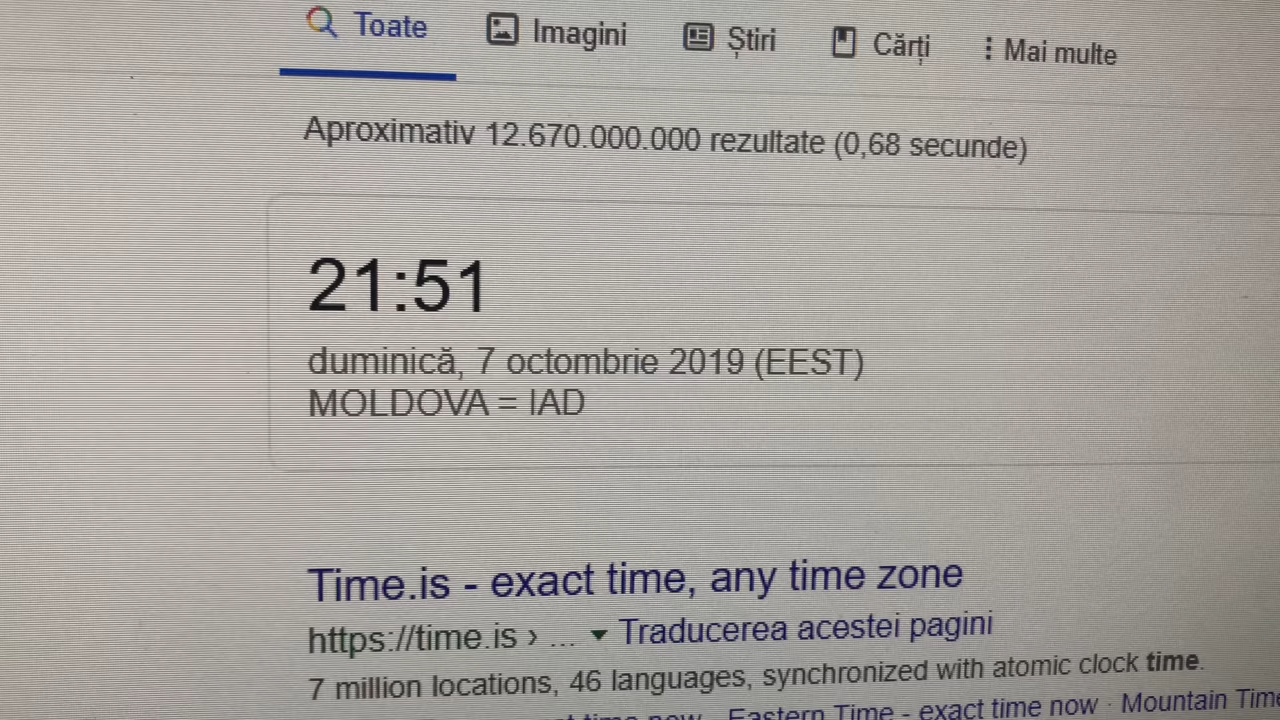 Toate Imagini Știri Cărți Mai multe
Aproximativ 12.670.000.000 rezultate (0,68 secunde)
21:51
duminică, 7 octombrie 2019 (EEST)
MOLDOVA = IAD
Time.is - exact time, any time zone
https://time.is › ... Traducerea acestei pagini
7 million locations, 46 languages, synchronized with atomic clock time.
time now Eastern Time - exact time now · Mountain Time